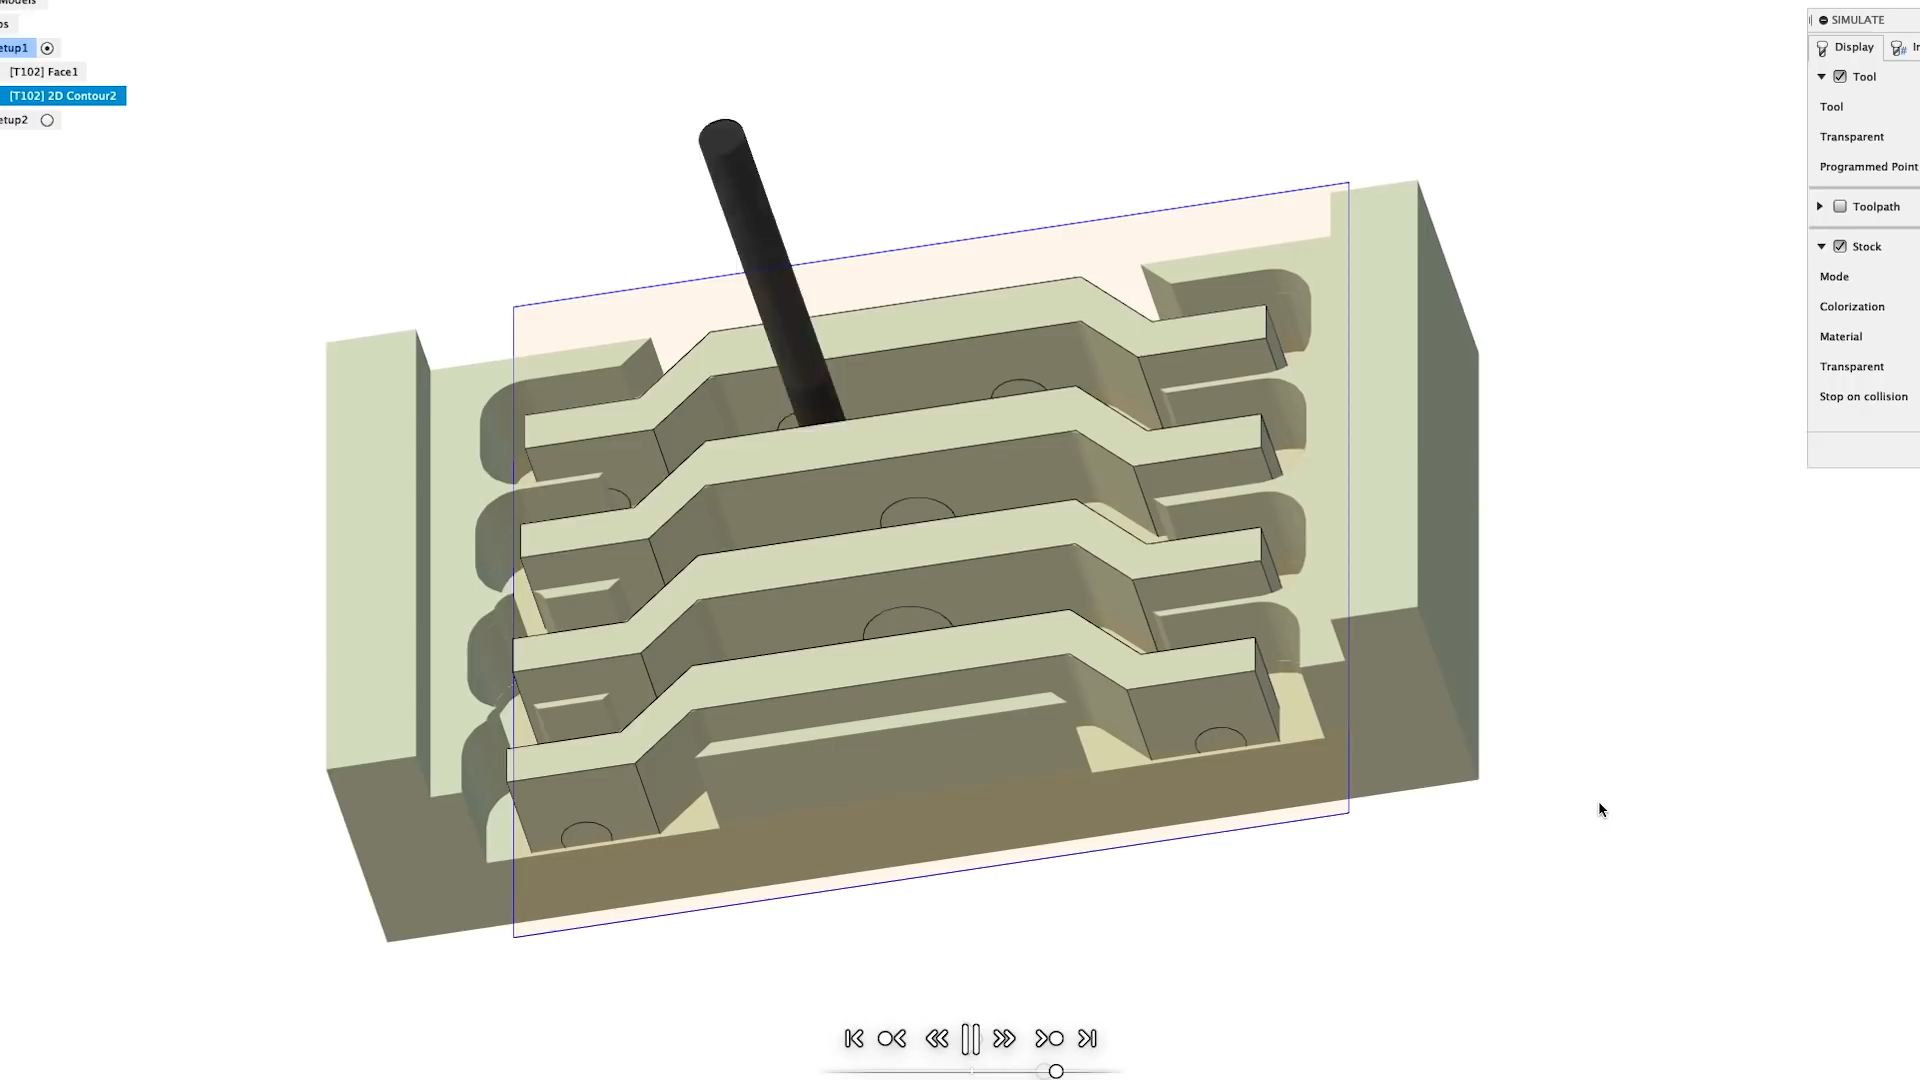 Models
etup1
[T102] Face1
[T102] 2D Contour2
etup2
SIMULATE
Display
Tool
Tool
Transparent
Programmed Point
Toolpath
Stock
Mode
Colorization
Material
Transparent
Stop on collision